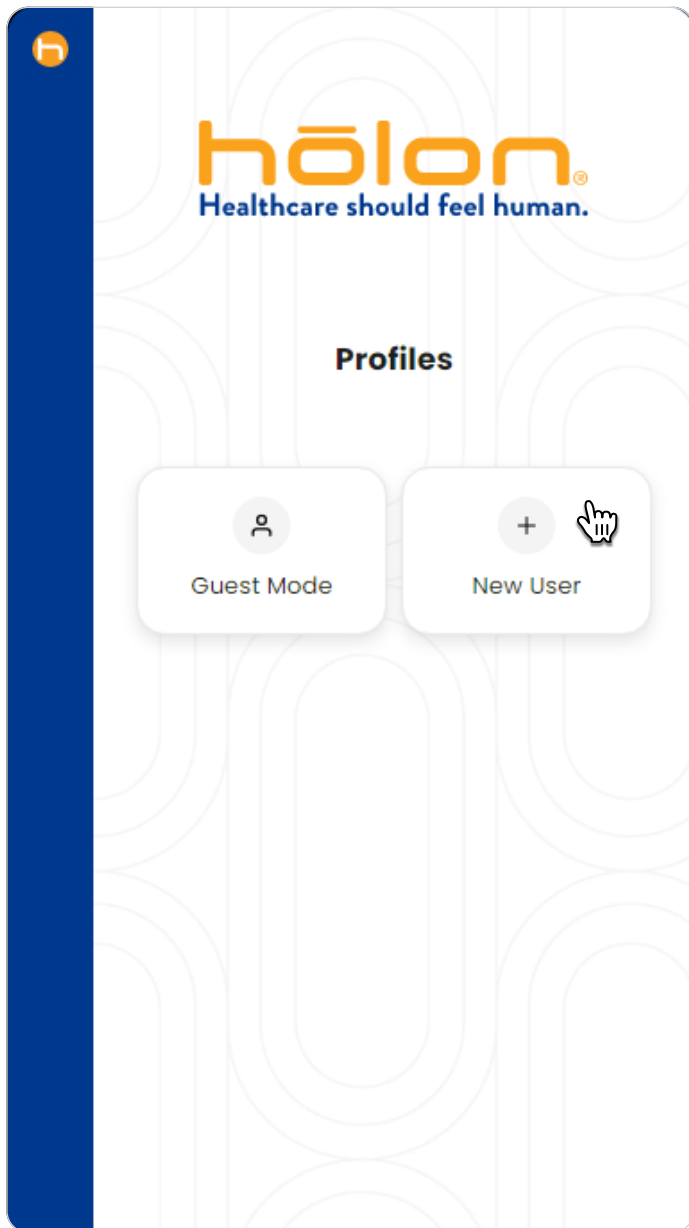 hōlon®
Healthcare should feel human.
Profiles
Guest Mode
New User